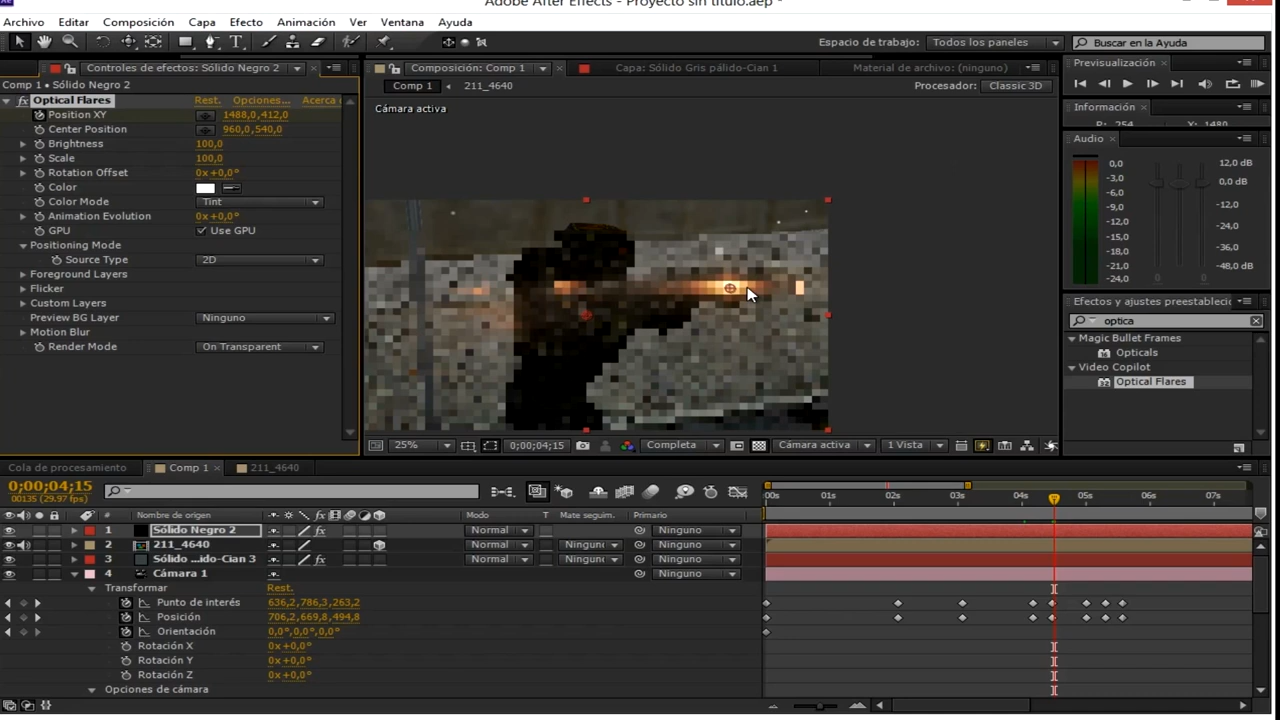 Adobe After Effects - Proyecto sin título.aep *
Archivo Editar Composición Capa Efecto Animación Ver Ventana Ayuda
Espacio de trabajo: Todos los paneles Buscar en la Ayuda
Controles de efectos: Sólido Negro 2 Composición: Comp 1 Capa: Sólido Gris pálido-Cian 1 Material de archivo: (ninguno) Previsualización
Comp 1 • Sólido Negro 2 Comp 1 211_4640 Procesador: Classic 3D
fx Optical Flares Rest. Opciones... Acerca
Cámara activa
Información
Position XY 1488,0,412,0
Center Position 960,0,540,0
Brightness 100,0
Scale 100,0
Rotation Offset 0x+0,0°
Color
Color Mode Tint
Animation Evolution 0x+0,0°
GPU Use GPU
Positioning Mode
Source Type 2D
Foreground Layers
Flicker
Custom Layers
Preview BG Layer Ninguno
Motion Blur
Render Mode On Transparent
R: 254 X: 1480
Audio
0,0 12,0 dB
-3,0
-6,0 0,0 dB
-9,0
-12,0 -12,0
-15,0 -24,0
-18,0
-21,0 -36,0
-24,0 -48,0 dB
Efectos y ajustes preestableci
optica
Magic Bullet Frames
Opticals
Video Copilot
Optical Flares
25% 0;00;04;15 Completa Cámara activa 1 Vista
Cola de procesamiento Comp 1 211_4640
0;00;04;15
00135 (29.97 fps)
00s 01s 02s 03s 04s 05s 06s 07s
# Nombre de origen Modo T Mate seguim. Primario
1 Sólido Negro 2 fx Normal Ninguno
2 211_4640 Normal Ninguno Ninguno
3 Sólido ...ido-Cian 3 fx Normal Ninguno Ninguno
4 Cámara 1 Ninguno
Transformar Rest.
Punto de interés 636,2,786,3,263,2
Posición 706,2,669,8,494,8
Orientación 0,0°,0,0°,0,0°
Rotación X 0x+0,0°
Rotación Y 0x+0,0°
Rotación Z 0x+0,0°
Opciones de cámara